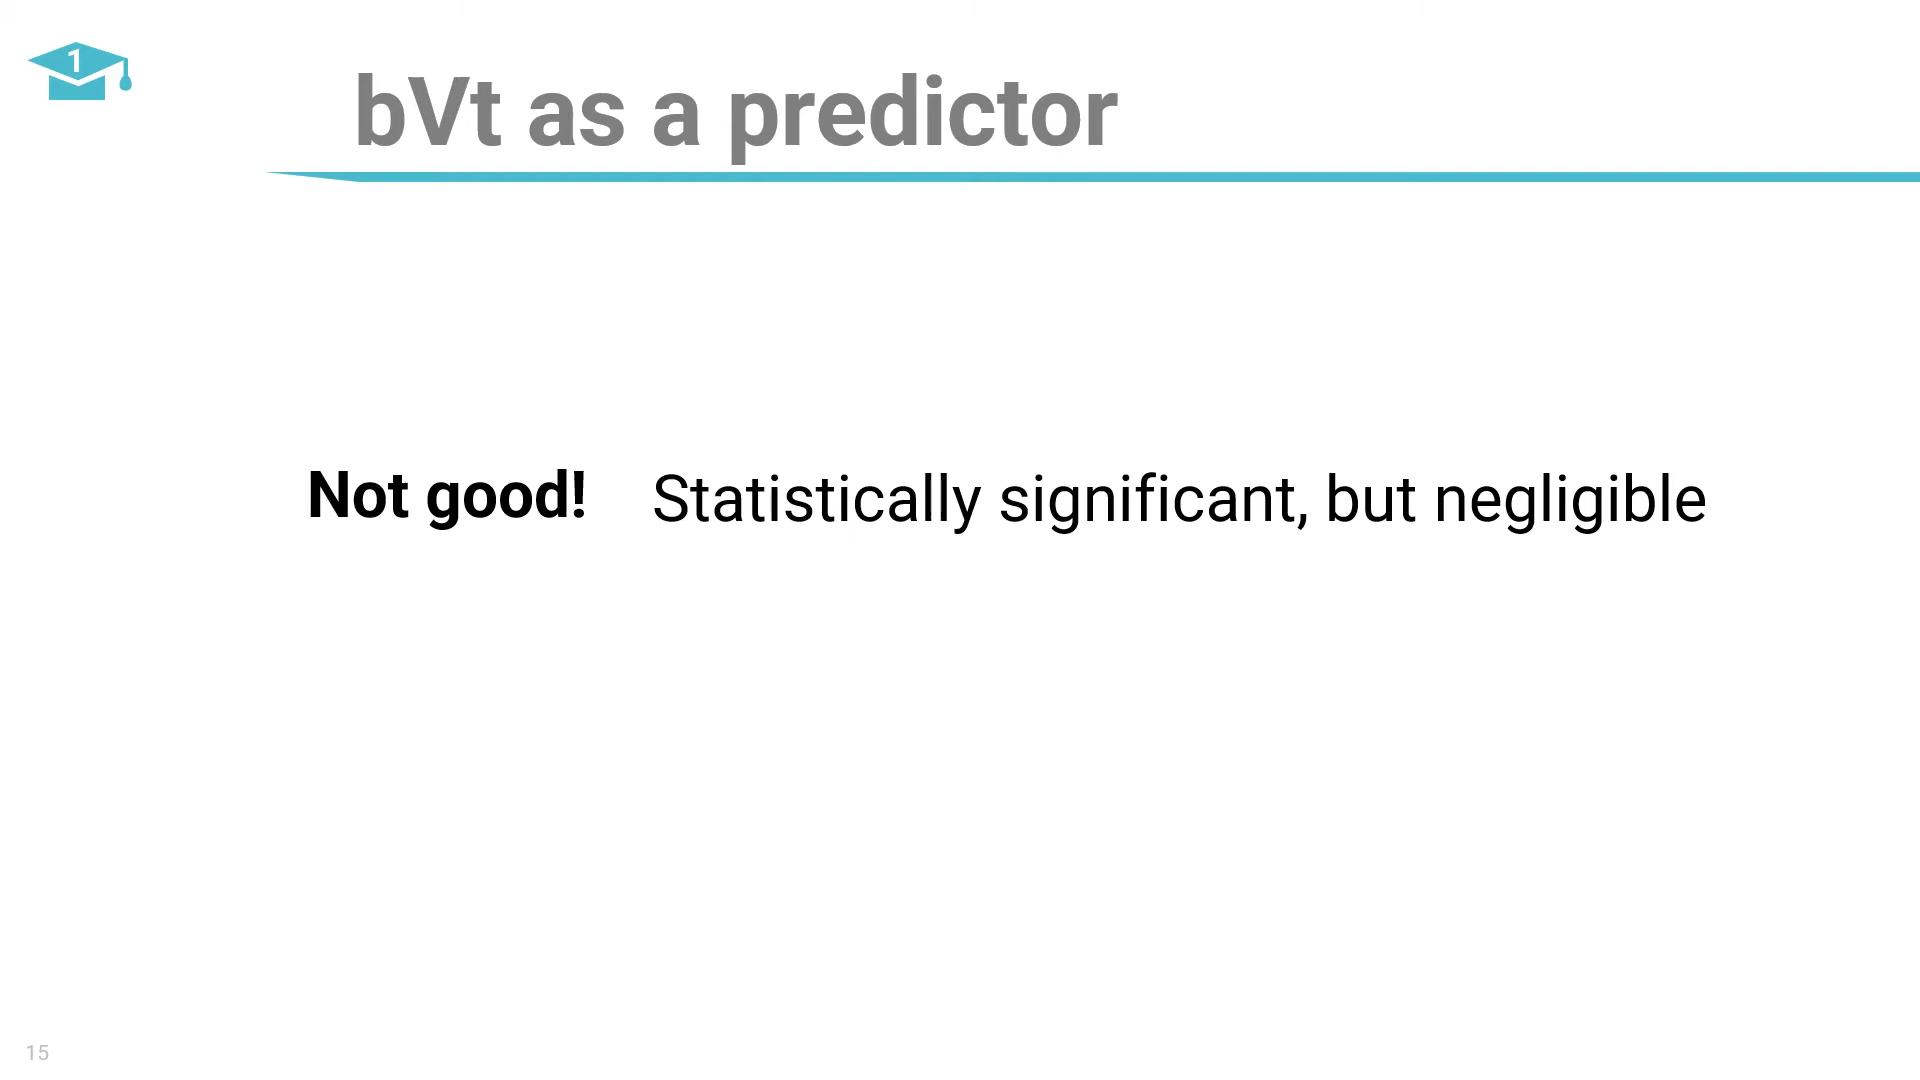 1
bVt as a predictor
Not good! Statistically significant, but negligible
15